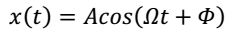 x(t) = Acos(Ωt + Φ)